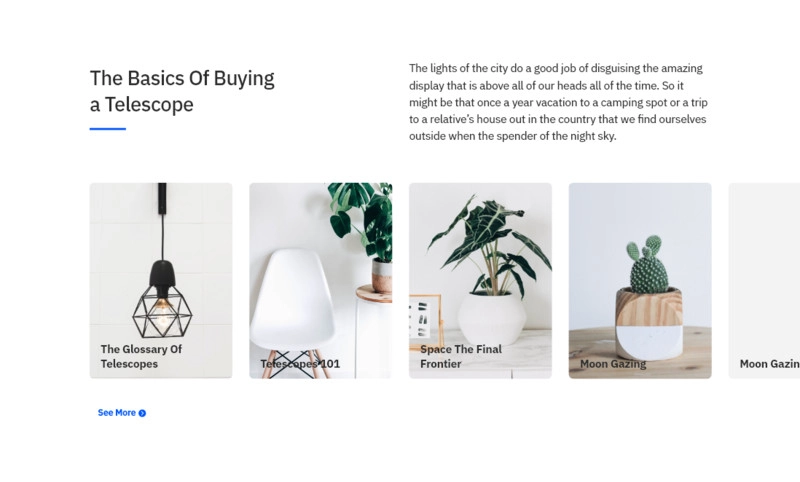 The Basics Of Buying
a Telescope
The lights of the city do a good job of disguising the amazing
display that is above all of our heads all of the time. So it
might be that once a year vacation to a camping spot or a trip
to a relative's house out in the country that we find ourselves
outside when the spender of the night sky.
The Glossary Of
Telescopes
Telescopes 101
Space The Final
Frontier
Moon Gazing
Moon Gazin
See More